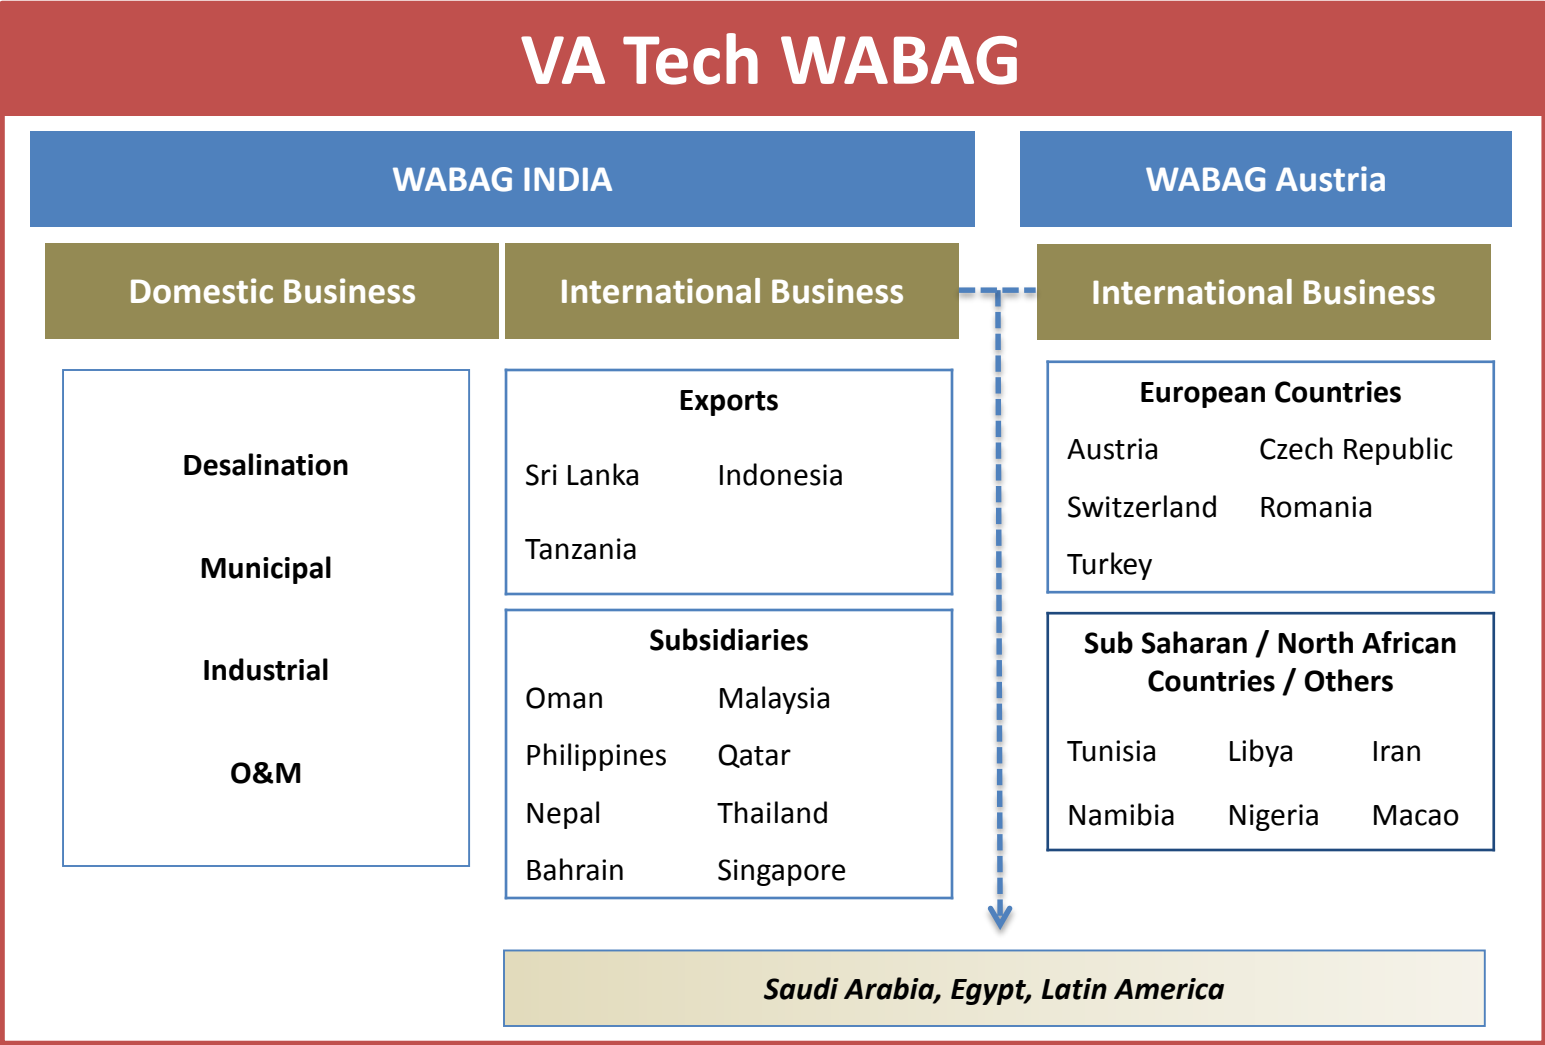 VA Tech WABAG
WABAG INDIA
WABAG Austria
Domestic Business
International Business
International Business
Desalination
Municipal
Industrial
O&M
Exports
Sri Lanka Indonesia
Tanzania
Subsidiaries
Oman Malaysia
Philippines Qatar
Nepal Thailand
Bahrain Singapore
European Countries
Austria Czech Republic
Switzerland Romania
Turkey
Sub Saharan / North African
Countries / Others
Tunisia Libya Iran
Namibia Nigeria Macao
Saudi Arabia, Egypt, Latin America